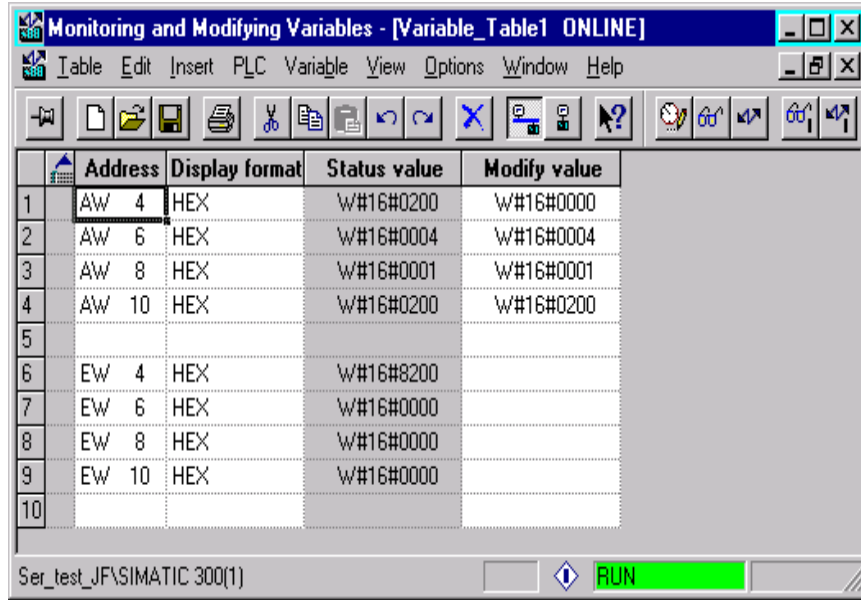 Monitoring and Modifying Variables - [Variable_Table1 ONLINE]
Table Edit Insert PLC Variable View Options Window Help
Address Display format Status value Modify value
1 AW 4 HEX W#16#0200 W#16#0000
2 AW 6 HEX W#16#0004 W#16#0004
3 AW 8 HEX W#16#0001 W#16#0001
4 AW 10 HEX W#16#0200 W#16#0200
5
6 EW 4 HEX W#16#8200
7 EW 6 HEX W#16#0000
8 EW 8 HEX W#16#0000
9 EW 10 HEX W#16#0000
10
Ser_test_JF\SIMATIC 300(1) RUN